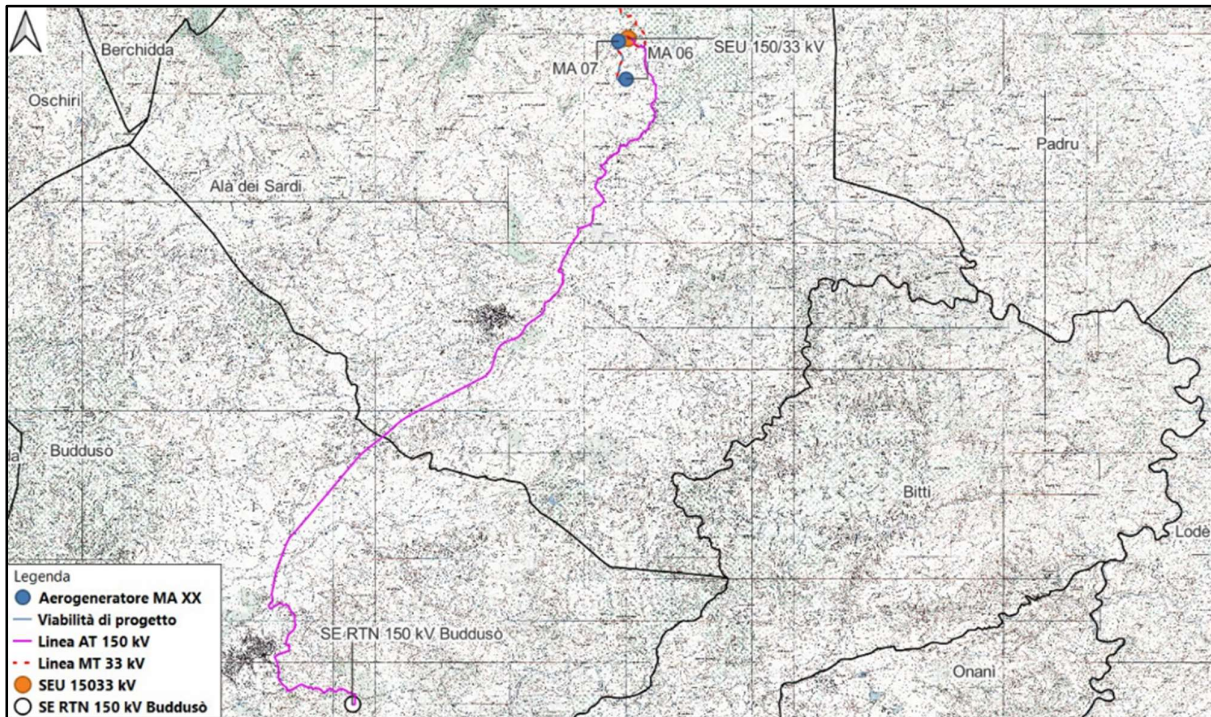 Berchidda
SEU 150/33 kV
MA 06
MA 07
Oschiri
Padru
Alà dei Sardi
Buddusò
Bitti
Lodè
Onanì
SE RTN 150 kV Buddusò
Legenda
Aerogeneratore MA XX
Viabilità di progetto
Linea AT 150 kV
Linea MT 33 kV
SEU 15033 kV
SE RTN 150 kV Buddusò